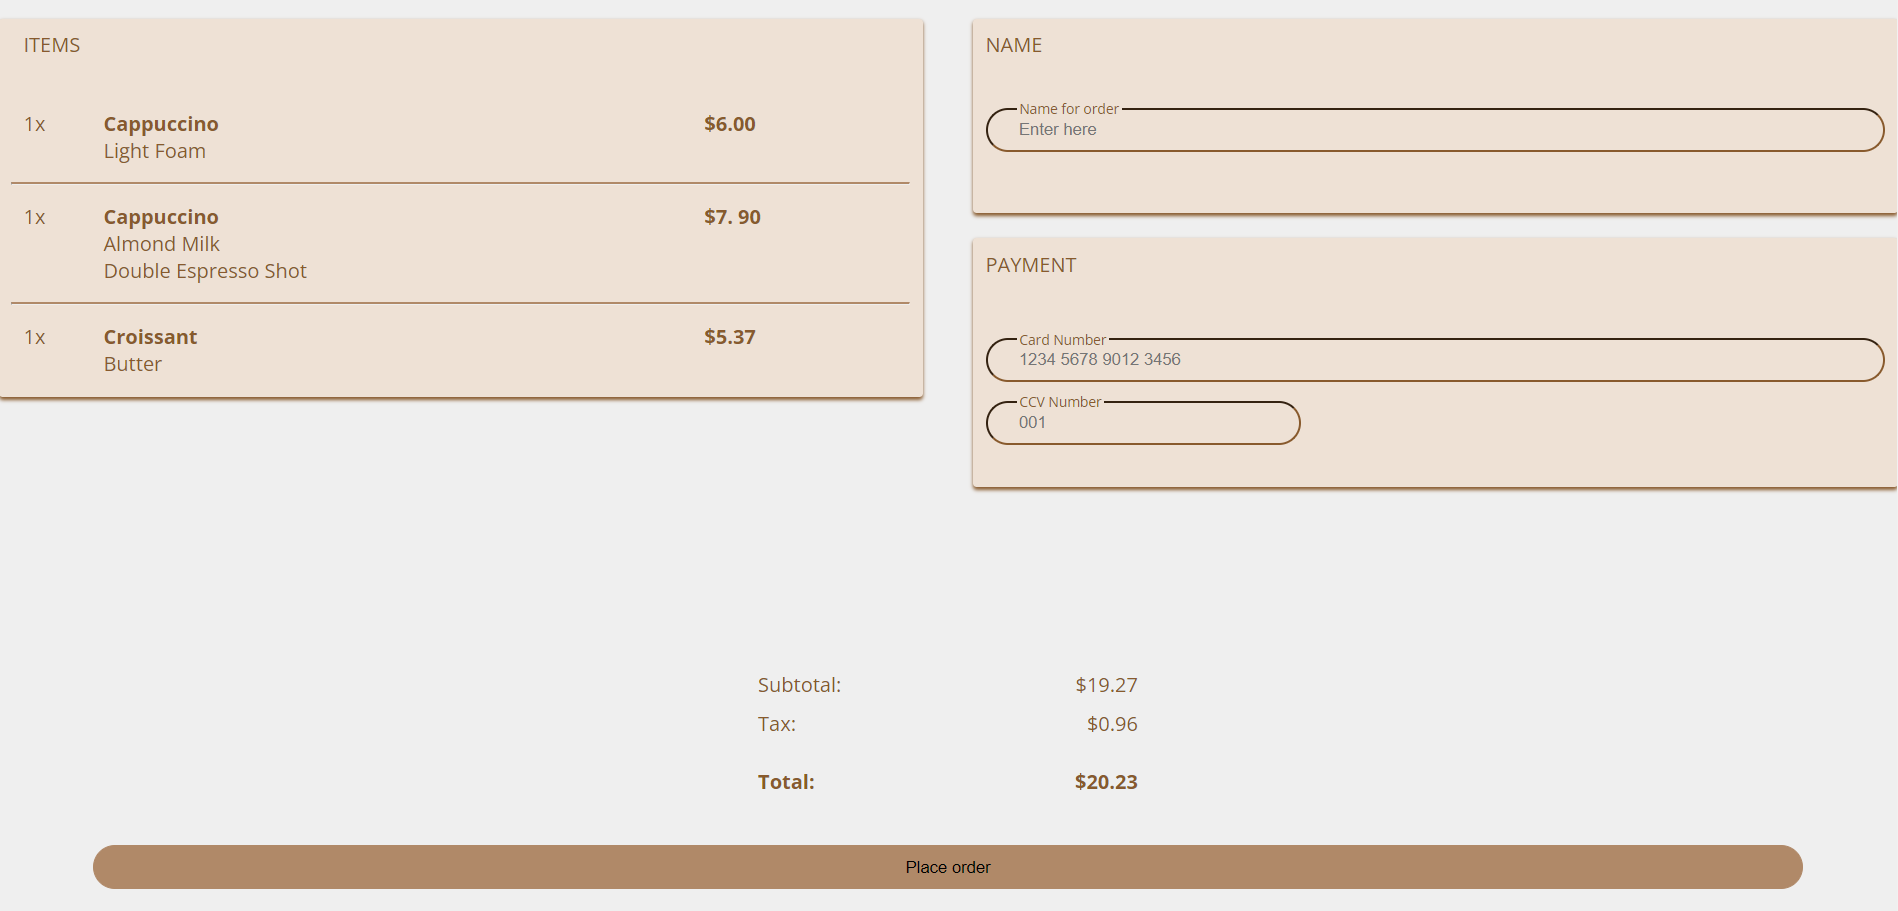 ITEMS
1x Cappuccino $6.00
Light Foam
1x Cappuccino $7. 90
Almond Milk
Double Espresso Shot
1x Croissant $5.37
Butter
NAME
Name for order
Enter here
PAYMENT
Card Number
1234 5678 9012 3456
CCV Number
001
Subtotal: $19.27
Tax: $0.96
Total: $20.23
Place order